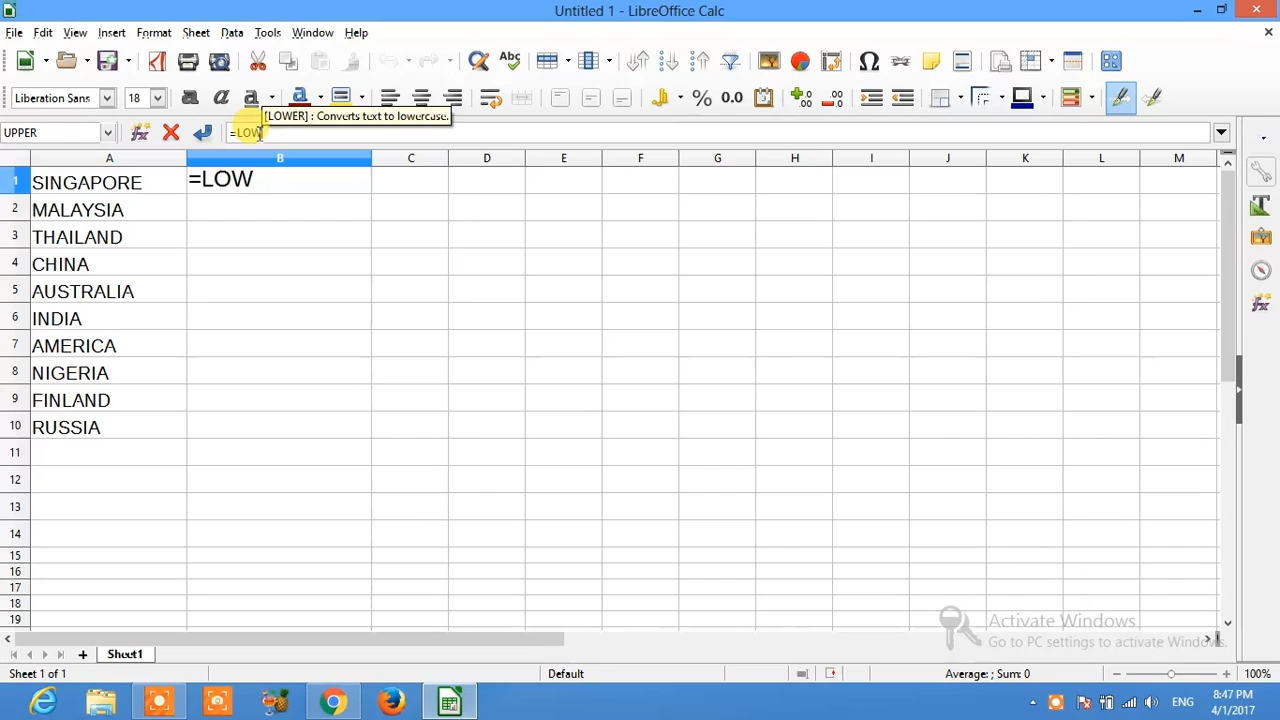 Untitled 1 - LibreOffice Calc
File Edit View Insert Format Sheet Data Tools Window Help
Liberation Sans 18
[LOWER] : Converts text to lowercase.
UPPER =LOW
A B C D E F G H I J K L M
1 SINGAPORE =LOW
2 MALAYSIA
3 THAILAND
4 CHINA
5 AUSTRALIA
6 INDIA
7 AMERICA
8 NIGERIA
9 FINLAND
10 RUSSIA
11
12
13
14
15
16
17
18
19
Activate Windows
Go to PC settings to activate Windows.
Sheet1
Sheet 1 of 1 Default Average: ; Sum: 0 100%
ENG 8:47 PM
4/1/2017